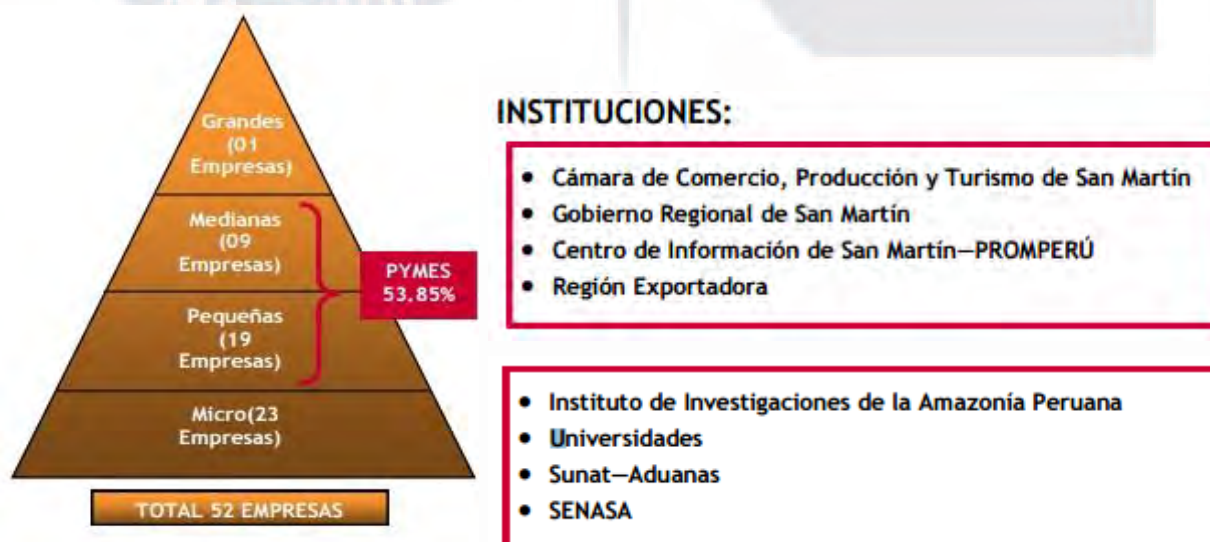 Grandes
(01
Empresas)
Medianas
(09
Empresas)
PYMES
53.85%
Pequeñas
(19
Empresas)
Micro(23
Empresas)
TOTAL 52 EMPRESAS
INSTITUCIONES:
• Cámara de Comercio, Producción y Turismo de San Martín
• Gobierno Regional de San Martín
• Centro de Información de San Martín—PROMPERÚ
• Región Exportadora
• Instituto de Investigaciones de la Amazonía Peruana
• Universidades
• Sunat—Aduanas
• SENASA